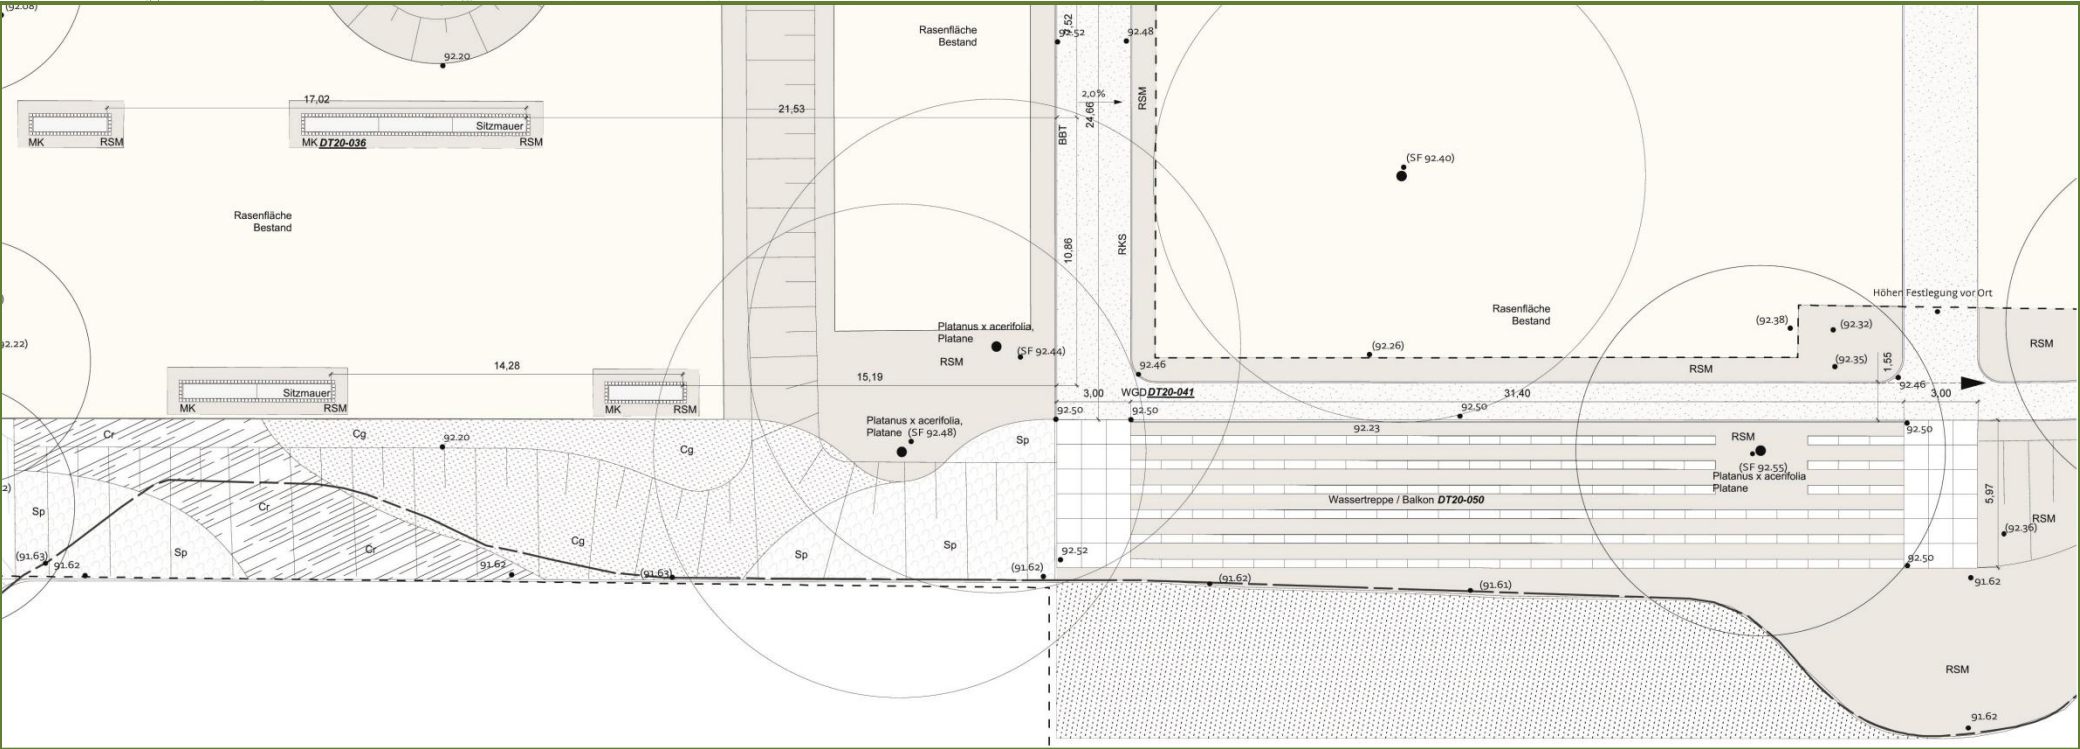 (92.08)
92.20
Rasenfläche
Bestand
,52
92.52
92.48
17,02
Sitzmauer
MK
RSM
MK DT20-036
RSM
21,53
2,0%
24,66
BBT
RSM
(SF 92.40)
Rasenfläche
Bestand
10,86
RKS
Höhen Festlegung vor Ort
Rasenfläche
Bestand
(92.38)
(92.32)
Platanus x acerifolia,
Platane
(SF 92.44)
RSM
(92.26)
(92.35)
1,55
RSM
RSM
92.22)
14,28
15,19
92.46
92.46
Sitzmauer
MK
RSM
MK
RSM
3,00
WGD DT20-041
31,40
3,00
92.50
92.50
92.50
92.50
92.23
Platanus x acerifolia,
Platane (SF 92.48)
Cr
Cg
92.20
Cg
Sp
RSM
(SF 92.55)
Platanus x acerifolia
Platane
Wassertreppe / Balkon DT20-050
5,97
2)
Sp
Cr
RSM
(92.36)
Cg
Sp
Cr
Sp
Sp
92.52
92.50
(91.63)
91.62
91.62
(91.63)
(91.62)
(91.62)
(91.61)
91.62
RSM
91.62